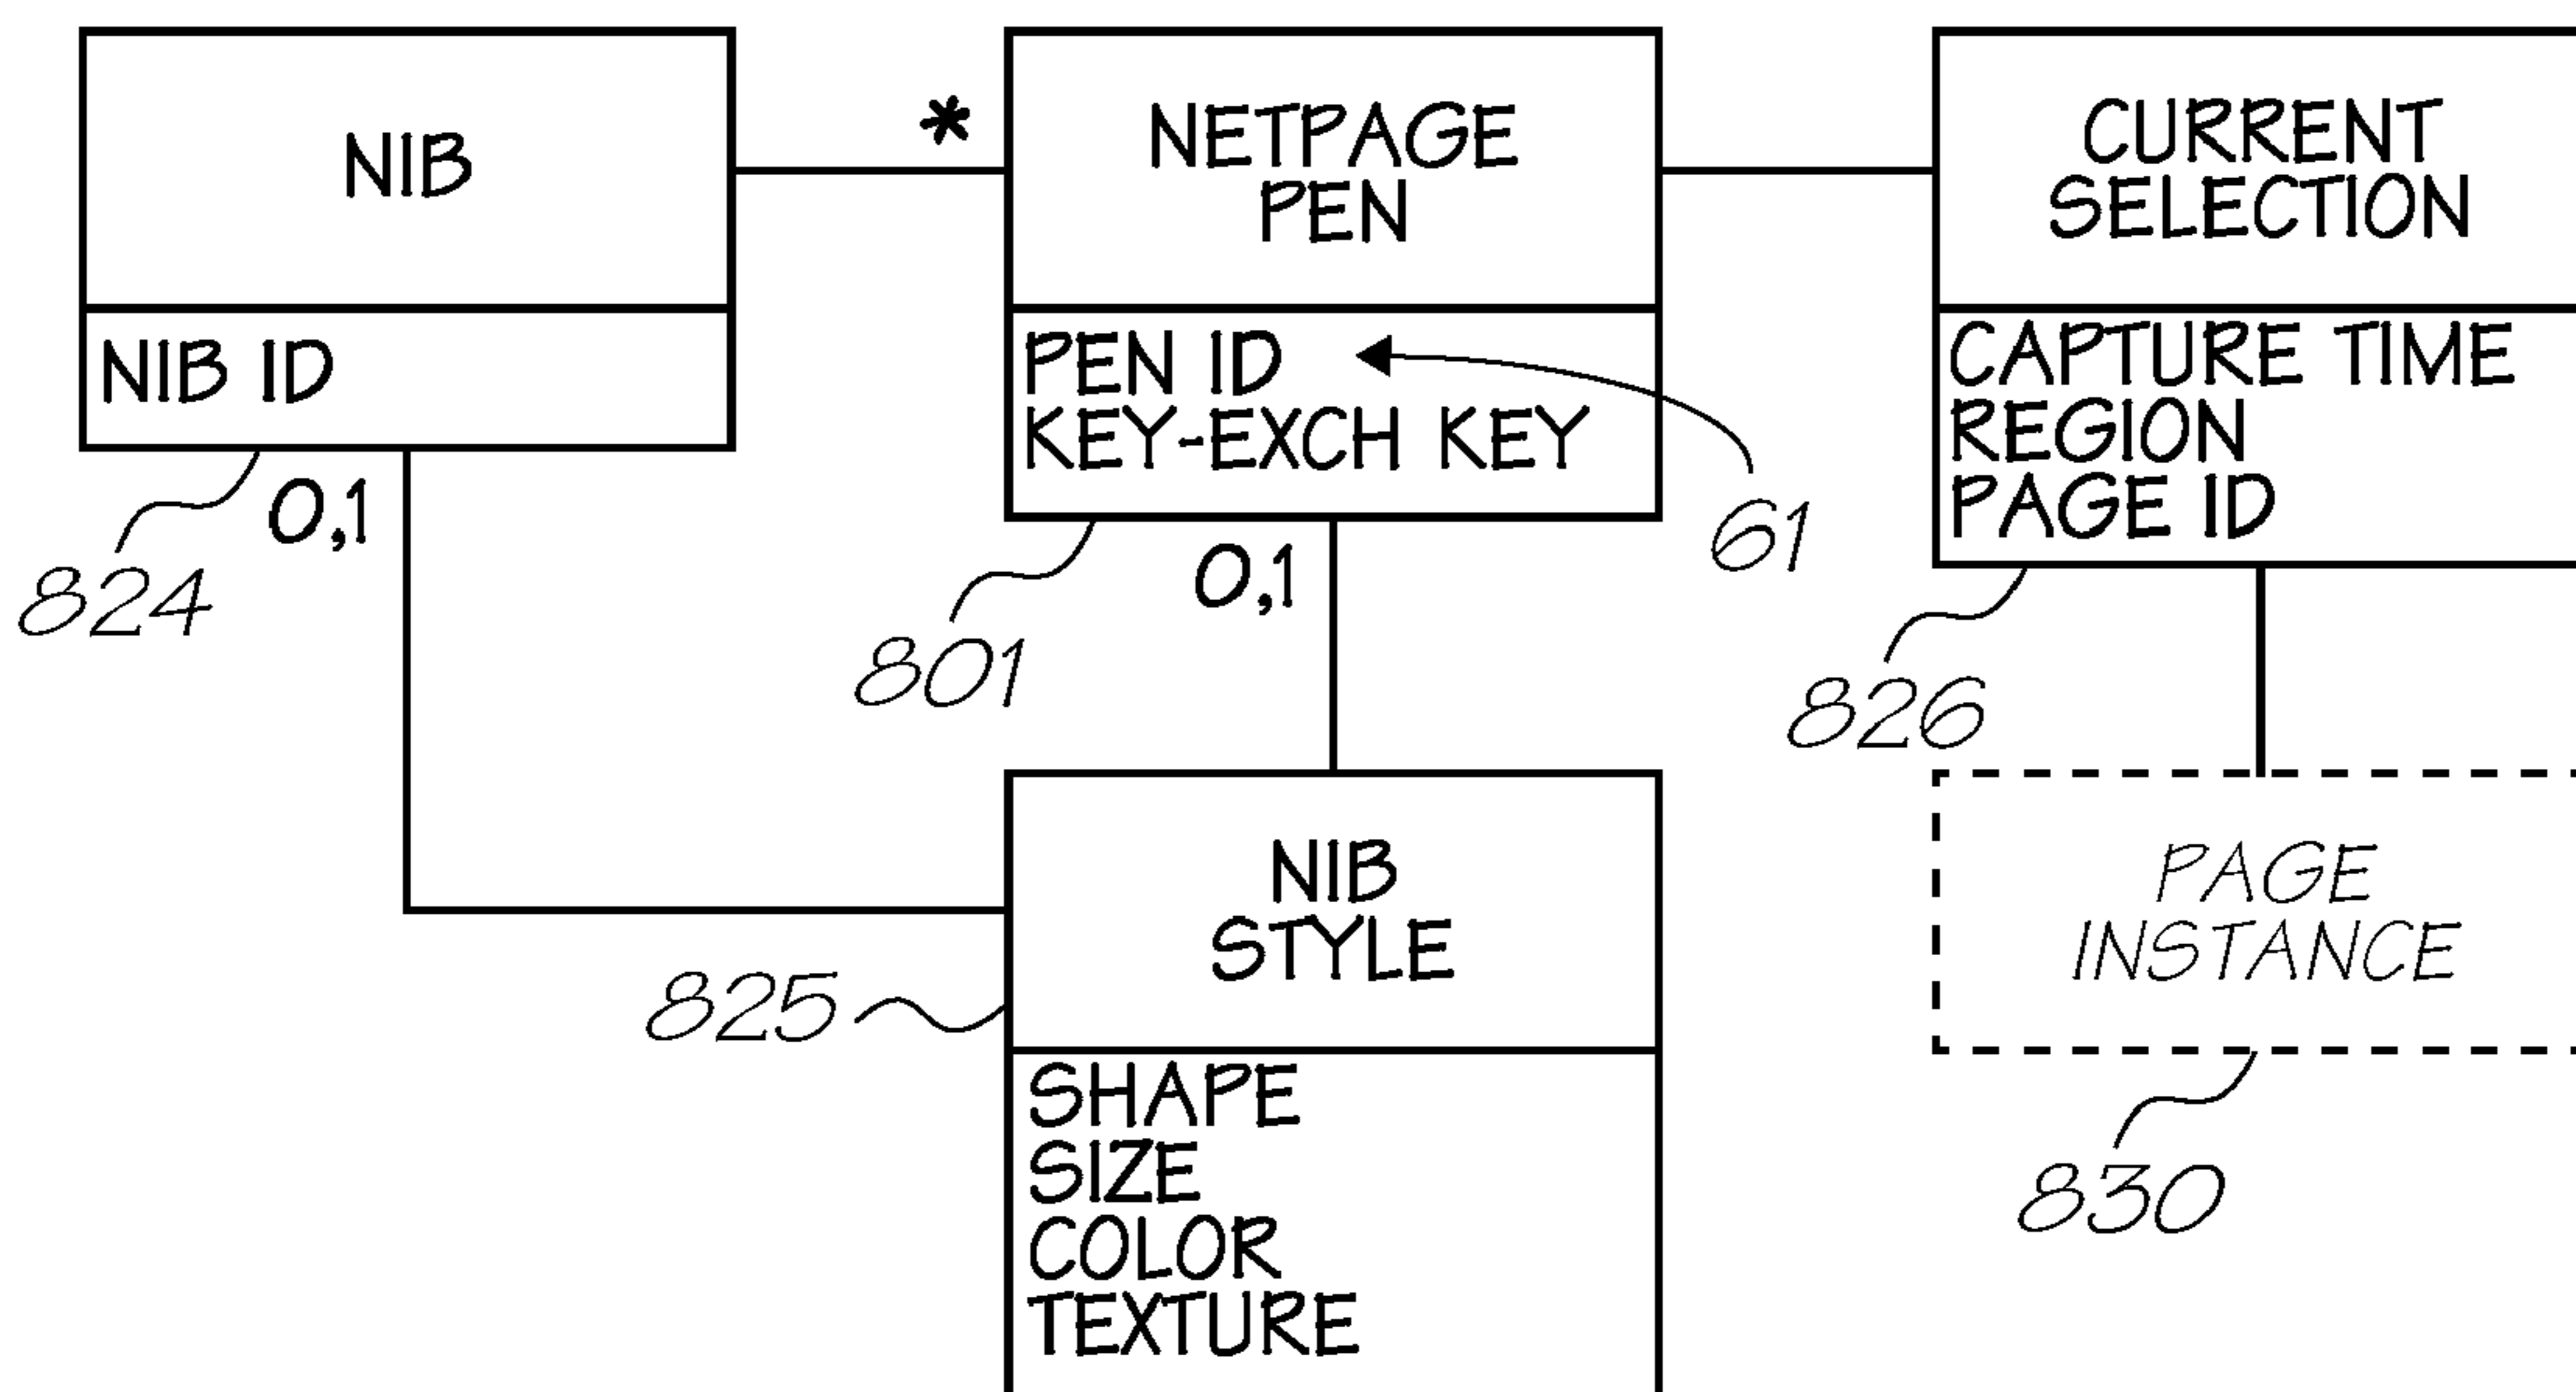 NIB
*
NETPAGE
PEN
CURRENT
SELECTION
NIB ID
PEN ID
KEY-EXCH KEY
CAPTURE TIME
REGION
PAGE ID
824
0,1
801
0,1
61
826
NIB
STYLE
825
PAGE
INSTANCE
830
SHAPE
SIZE
COLOR
TEXTURE